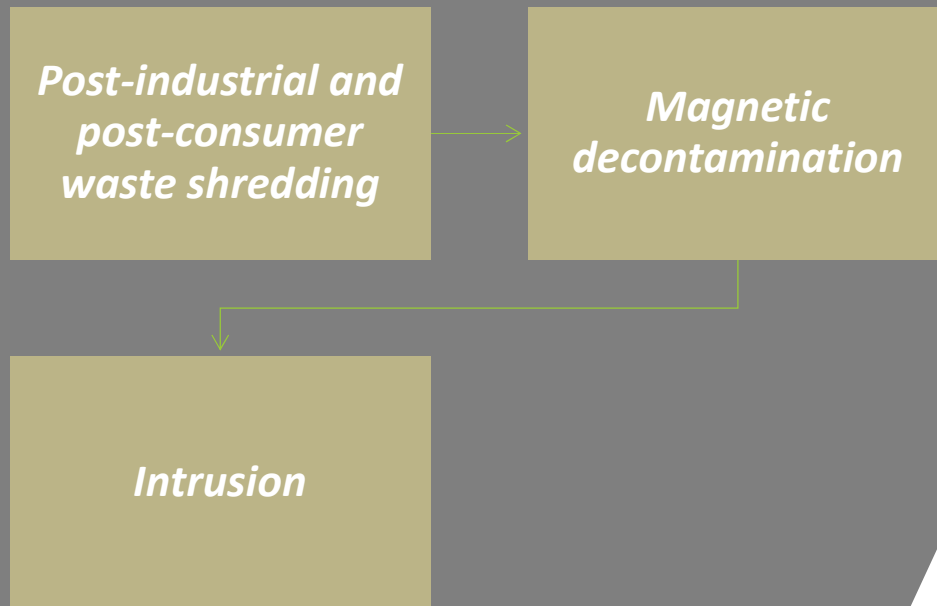 Post-industrial and
post-consumer
waste shredding
Magnetic
decontamination
Intrusion